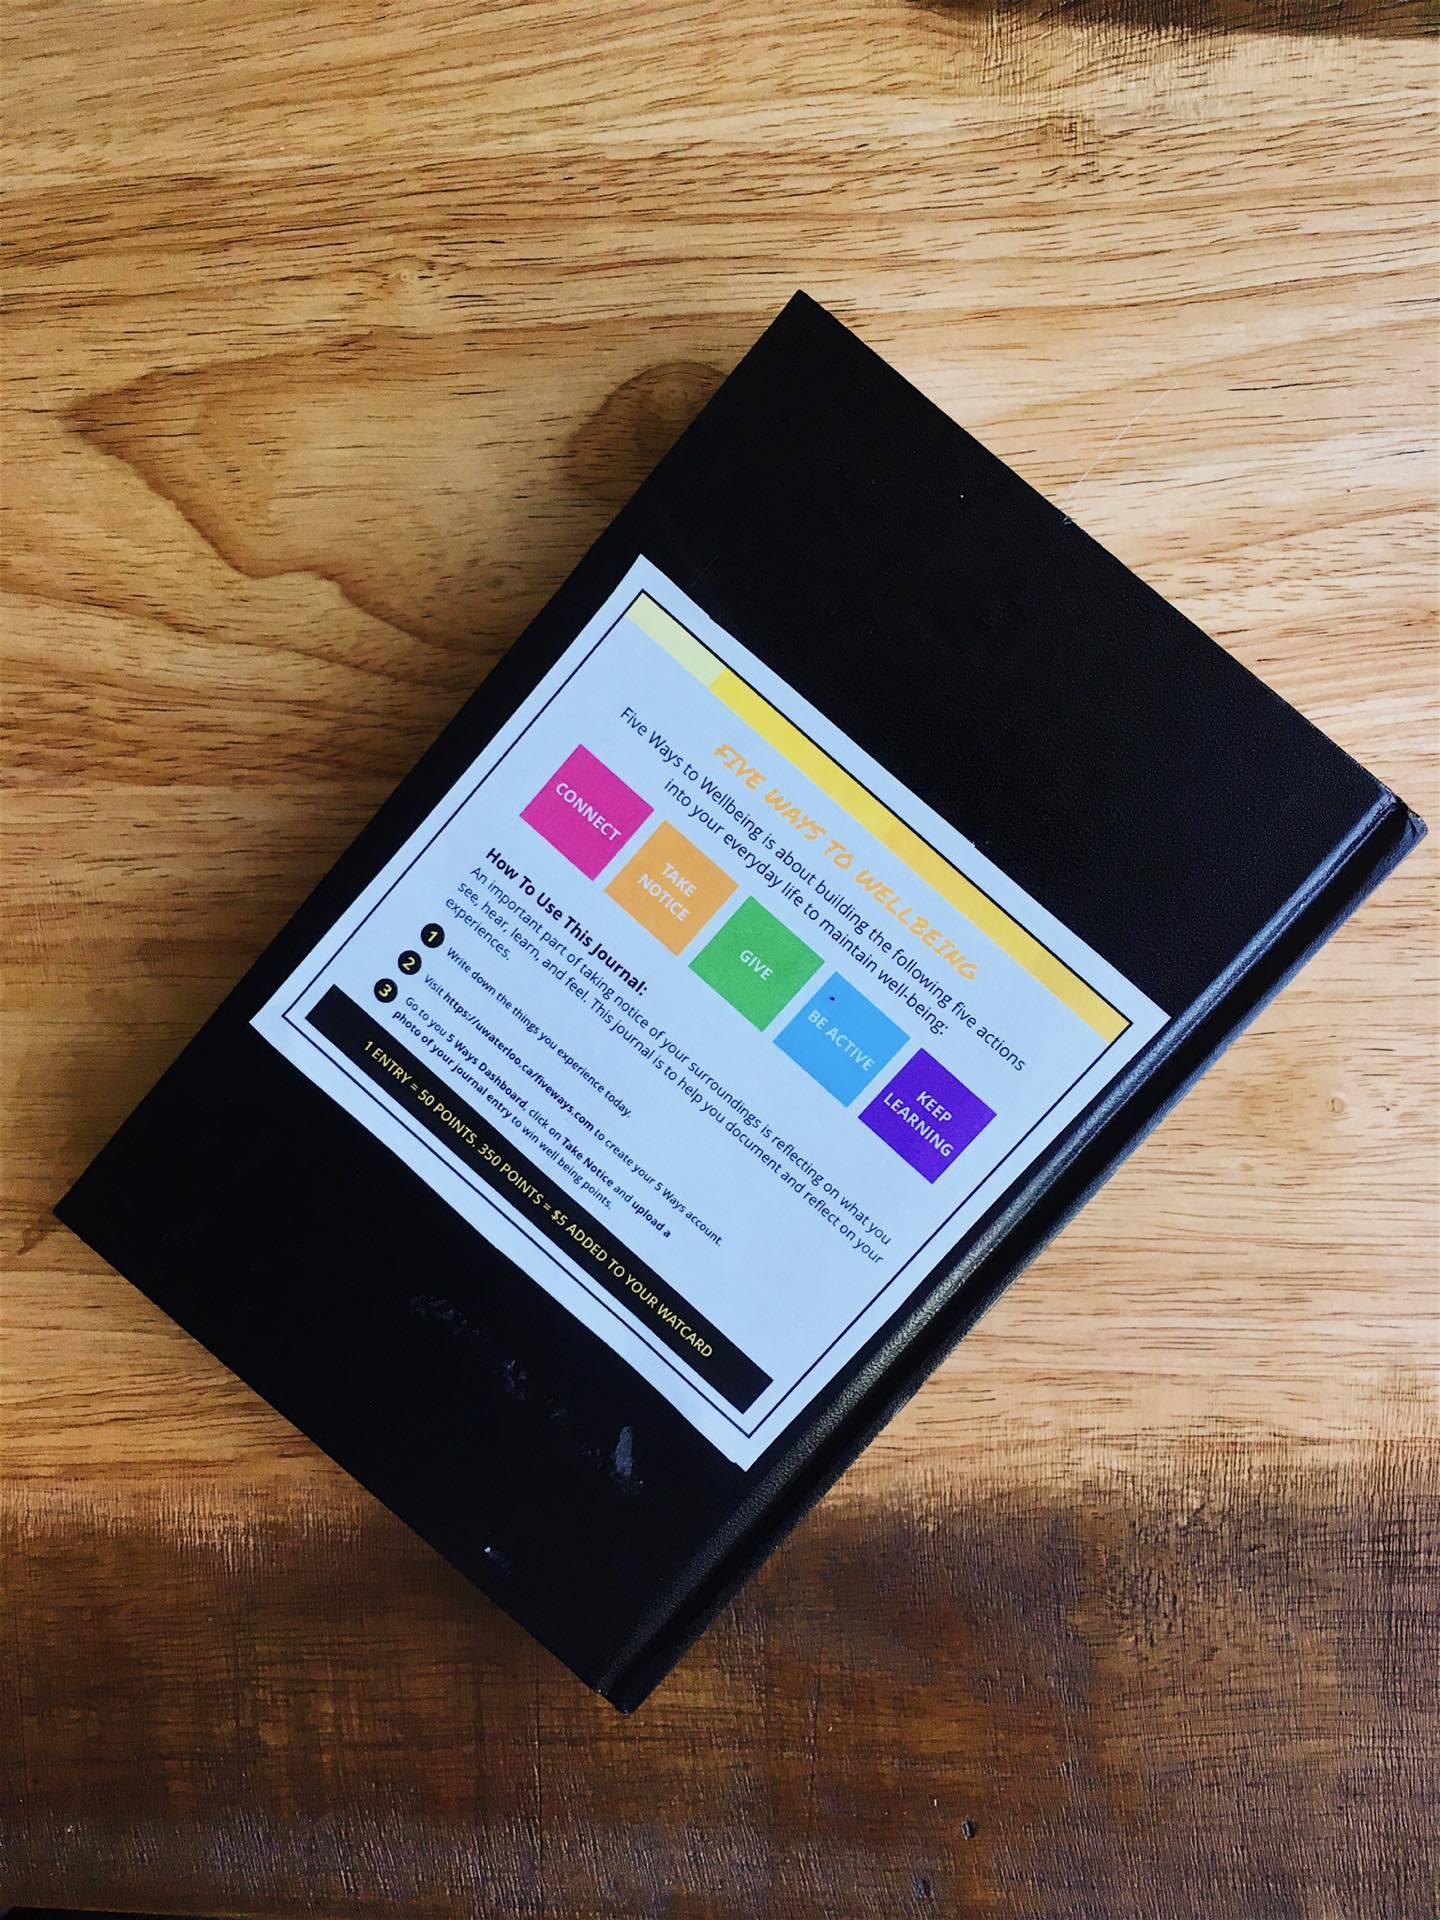 FIVE WAYS TO WELLBEING
Five Ways to Wellbeing is about building the following five actions
into your everyday life to maintain well-being:
CONNECT
TAKE
NOTICE
GIVE
BE ACTIVE
KEEP
LEARNING
How To Use This Journal:
An important part of taking notice of your surroundings is reflecting on what you
see, hear, learn, and feel. This journal is to help you document and reflect on your
experiences.
1 Write down the things you experience today.
2 Visit https://uwaterloo.ca/fiveways.com to create your 5 Ways account.
3 Go to you 5 Ways Dashboard, click on Take Notice and upload a
photo of your journal entry to win well being points.
1 ENTRY = 50 POINTS. 350 POINTS = $5 ADDED TO YOUR WATCARD